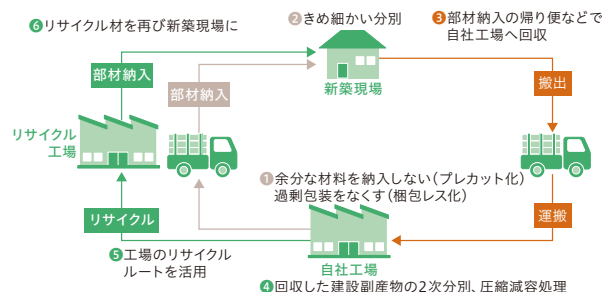 ❻リサイクル材を再び新築現場に
❷きめ細かい分別
❸部材納入の帰り便などで
自社工場へ回収
部材納入
部材納入
新築現場
搬出
リサイクル
工場
❶余分な材料を納入しない（プレカット化）
過剰包装をなくす（梱包レス化）
リサイクル
運搬
❺工場のリサイクル
ルートを活用
自社工場
❹回収した建設副産物の2次分別、圧縮減容処理